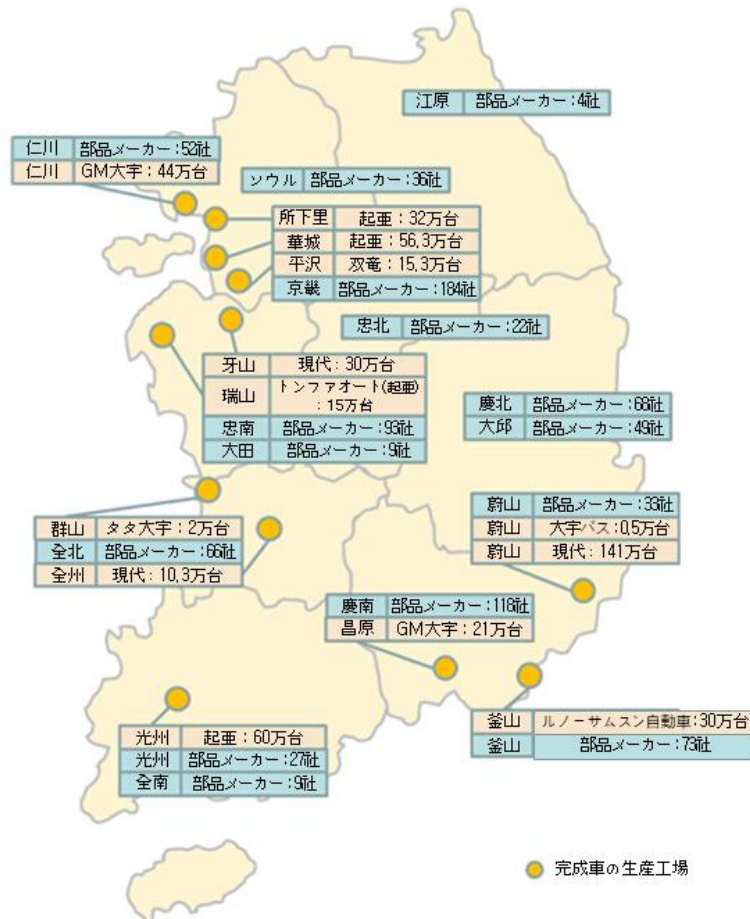 江原 部品メーカー:4社
仁川 部品メーカー:52社
仁川 GM大宇:44万台
ソウル 部品メーカー:36社
所下里 起亜:32万台
華城 起亜:56.3万台
平沢 双竜:15.3万台
京畿 部品メーカー:184社
忠北 部品メーカー:22社
牙山 現代:30万台
瑞山 トンファオート(起亜)
:15万台
忠南 部品メーカー:93社
大田 部品メーカー:9社
慶北 部品メーカー:68社
大邱 部品メーカー:49社
群山 タタ大宇:2万台
全北 部品メーカー:66社
全州 現代:10.3万台
蔚山 部品メーカー:33社
蔚山 大宇バス:0.5万台
蔚山 現代:141万台
慶南 部品メーカー:118社
昌原 GM大宇:21万台
釜山 ルノーサムスン自動車:30万台
釜山 部品メーカー:73社
光州 起亜:60万台
光州 部品メーカー:27社
全南 部品メーカー:9社
完成車の生産工場